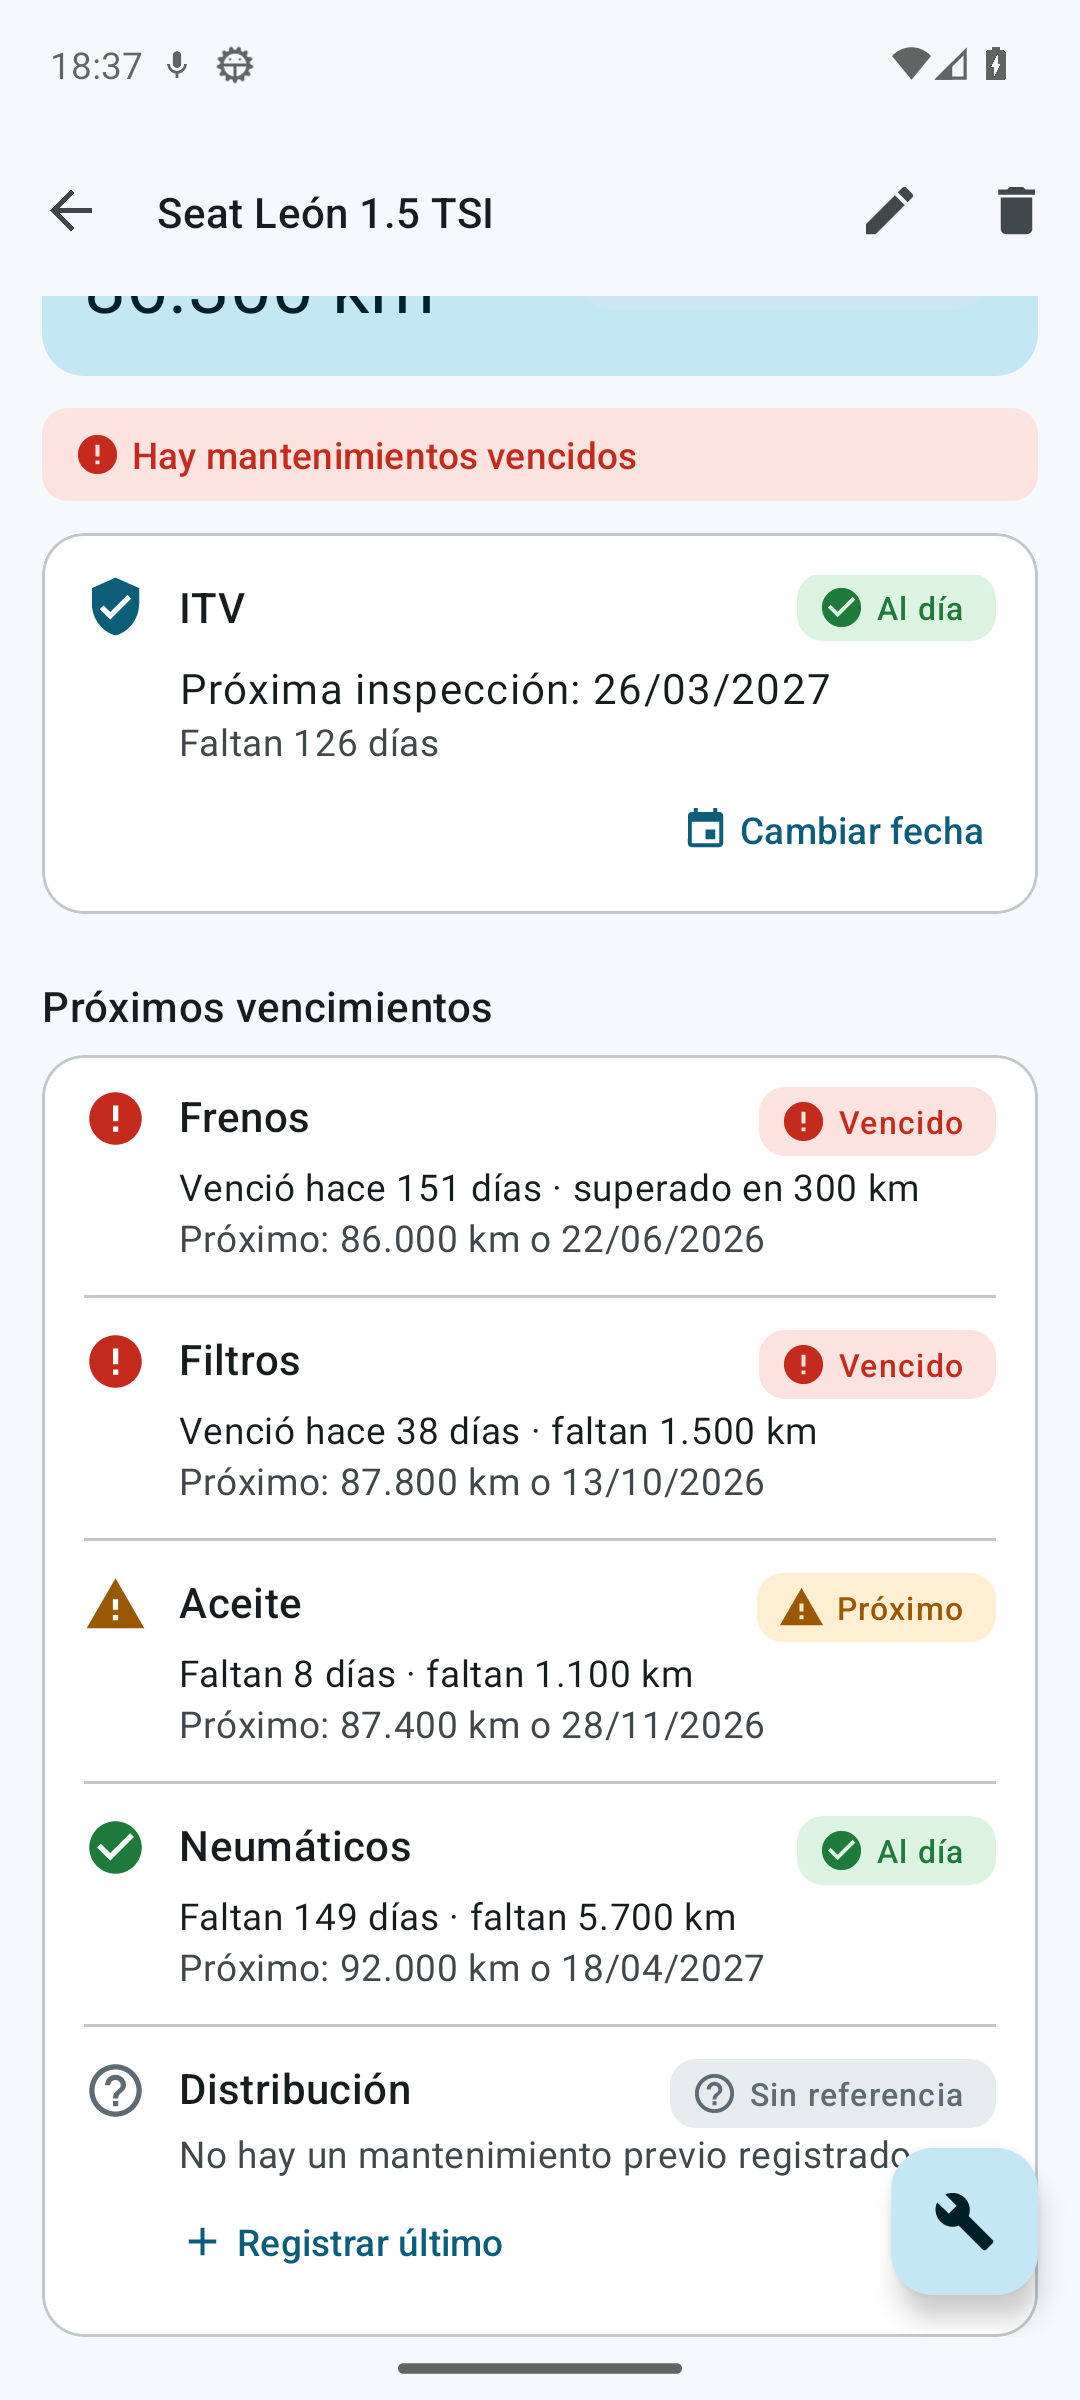 18:37
Seat León 1.5 TSI
86.300 km
Hay mantenimientos vencidos
ITV
Al día
Próxima inspección: 26/03/2027
Faltan 126 días
Cambiar fecha
Próximos vencimientos
Frenos
Vencido
Venció hace 151 días · superado en 300 km
Próximo: 86.000 km o 22/06/2026
Filtros
Vencido
Venció hace 38 días · faltan 1.500 km
Próximo: 87.800 km o 13/10/2026
Aceite
Próximo
Faltan 8 días · faltan 1.100 km
Próximo: 87.400 km o 28/11/2026
Neumáticos
Al día
Faltan 149 días · faltan 5.700 km
Próximo: 92.000 km o 18/04/2027
Distribución
Sin referencia
No hay un mantenimiento previo registrado
Registrar último